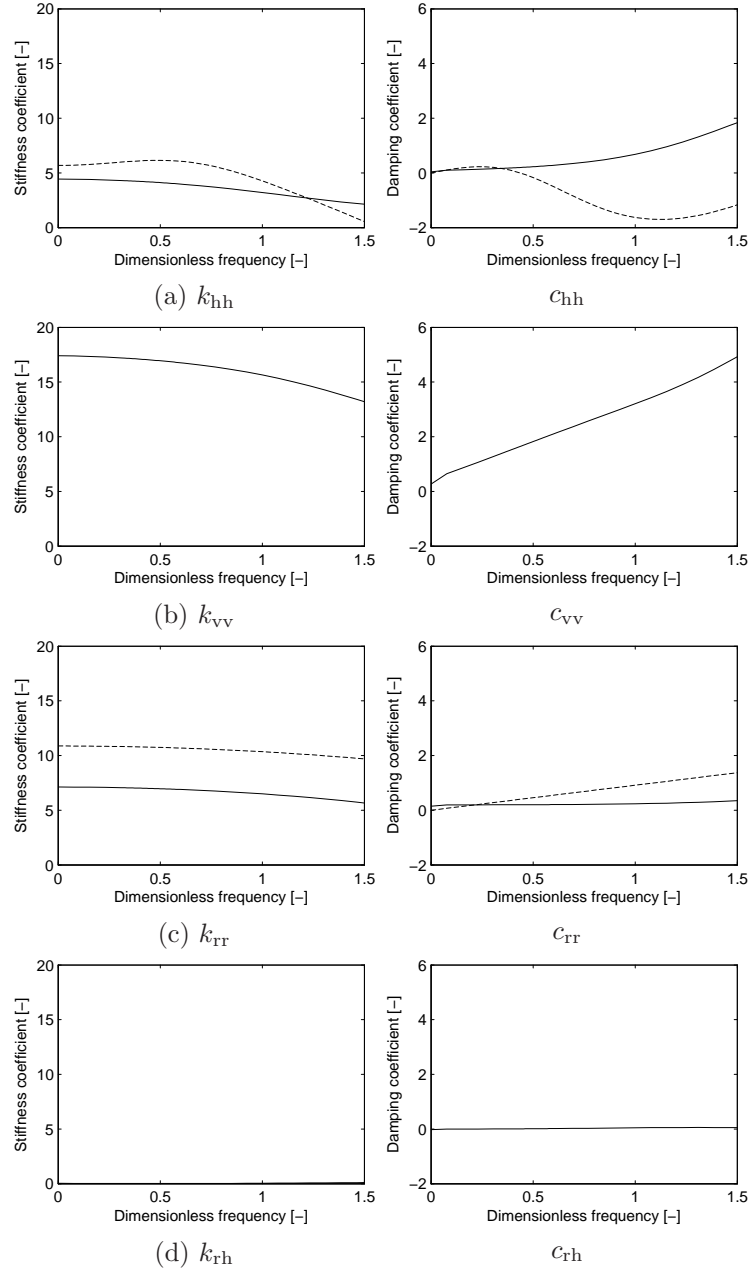 20
15
10
5
0
Stiffness coefficient [−]
0 0.5 1 1.5
Dimensionless frequency [−]
(a) k_hh
6
4
2
0
−2
Damping coefficient [−]
0 0.5 1 1.5
Dimensionless frequency [−]
c_hh
20
15
10
5
0
Stiffness coefficient [−]
0 0.5 1 1.5
Dimensionless frequency [−]
(b) k_vv
6
4
2
0
−2
Damping coefficient [−]
0 0.5 1 1.5
Dimensionless frequency [−]
c_vv
20
15
10
5
0
Stiffness coefficient [−]
0 0.5 1 1.5
Dimensionless frequency [−]
(c) k_rr
6
4
2
0
−2
Damping coefficient [−]
0 0.5 1 1.5
Dimensionless frequency [−]
c_rr
20
15
10
5
0
Stiffness coefficient [−]
0 0.5 1 1.5
Dimensionless frequency [−]
(d) k_rh
6
4
2
0
−2
Damping coefficient [−]
0 0.5 1 1.5
Dimensionless frequency [−]
c_rh